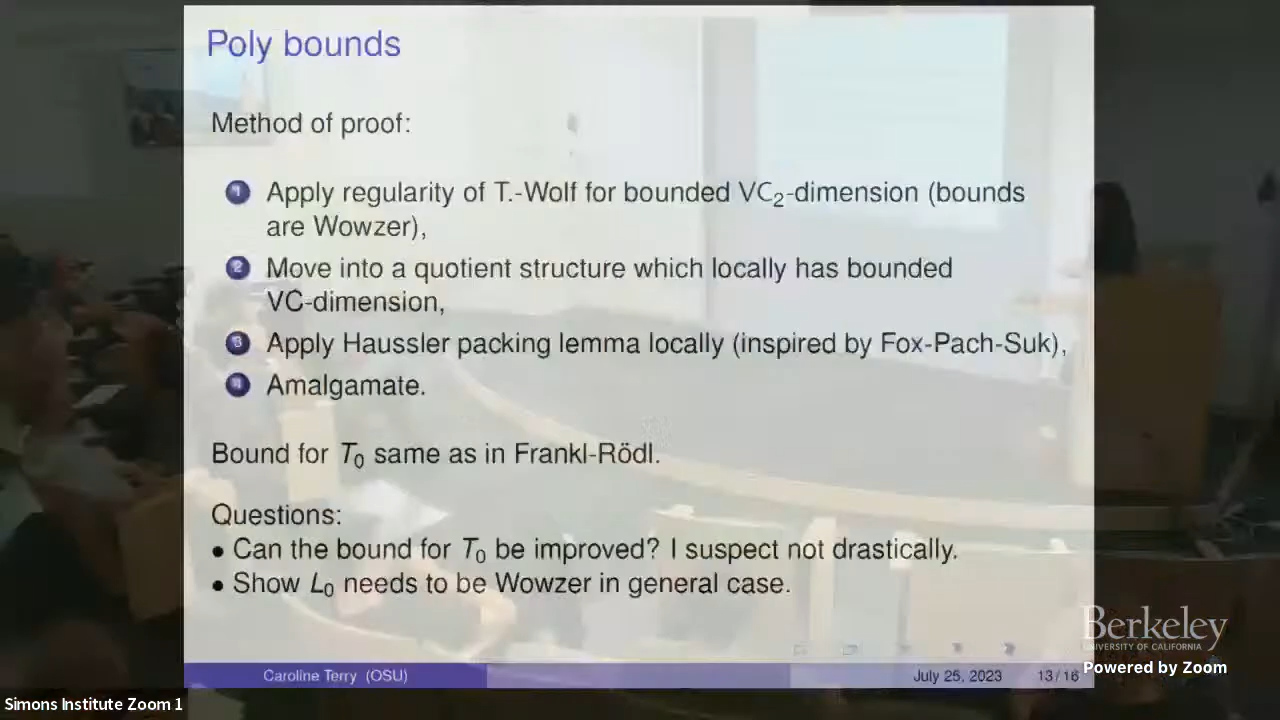 Poly bounds
Method of proof:
1 Apply regularity of T.-Wolf for bounded VC₂-dimension (bounds
are Wowzer),
2 Move into a quotient structure which locally has bounded
VC-dimension,
3 Apply Haussler packing lemma locally (inspired by Fox-Pach-Suk),
4 Amalgamate.
Bound for T₀ same as in Frankl-Rödl.
Questions:
• Can the bound for T₀ be improved? I suspect not drastically.
• Show L₀ needs to be Wowzer in general case.
Berkeley
UNIVERSITY OF CALIFORNIA
Powered by Zoom
Caroline Terry (OSU)
July 25, 2023
13/16
Simons Institute Zoom 1